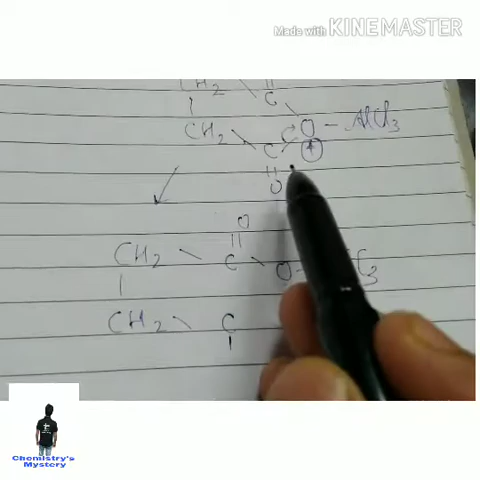 Made with KINEMASTER
CH2 C
CH2 C O - AlCl3
+
O
O
CH2 C O
CH2 C
Chemistry's
Mystery